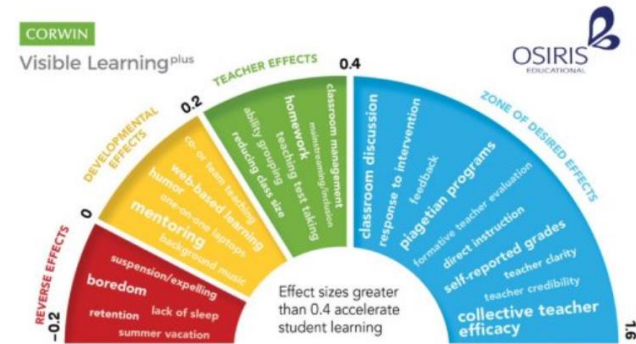 CORWIN
Visible Learning plus
OSIRIS
EDUCATIONAL
REVERSE EFFECTS
DEVELOPMENTAL
EFFECTS
TEACHER EFFECTS
ZONE OF DESIRED EFFECTS
-0.2
0
0.2
0.4
1.6
suspension/expelling
boredom
retention
lack of sleep
summer vacation
co. or team teaching
web-based learning
humor
one-on-one laptops
mentoring
background music
classroom management
mainstreaming/inclusion
homework
teaching test taking
ability grouping
reducing class size
classroom discussion
response to intervention
feedback
piagetian programs
formative teacher evaluation
direct instruction
self-reported grades
teacher clarity
teacher credibility
collective teacher
efficacy
Effect sizes greater
than 0.4 accelerate
student learning